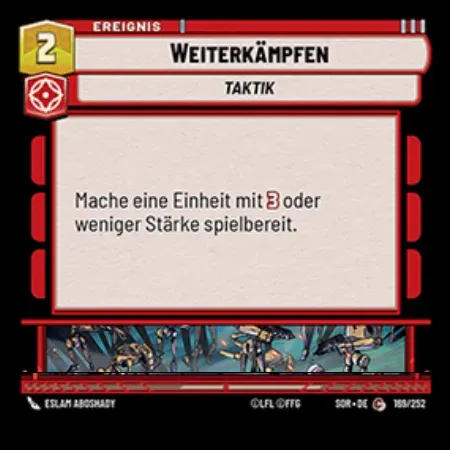 2
EREIGNIS
WEITERKÄMPFEN
TAKTIK
Mache eine Einheit mit 3 oder
weniger Stärke spielbereit.
ESLAM ABOSHADY
©LFL ©FFG
SOR • DE
C
169/252